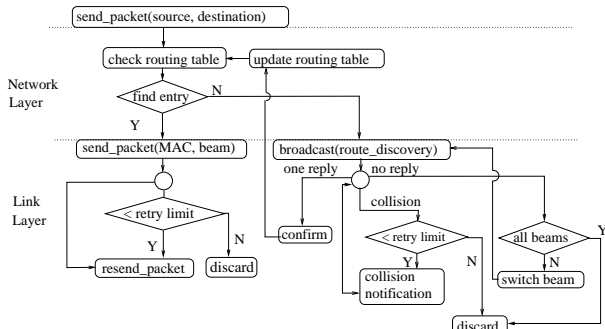 send_packet(source, destination)
check routing table
update routing table
Network
Layer
find entry
N
Y
send_packet(MAC, beam)
broadcast(route_discovery)
one reply
no reply
Link
Layer
collision
< retry limit
< retry limit
all beams
Y
Y
N
confirm
Y
N
N
resend_packet
discard
collision
notification
switch beam
discard